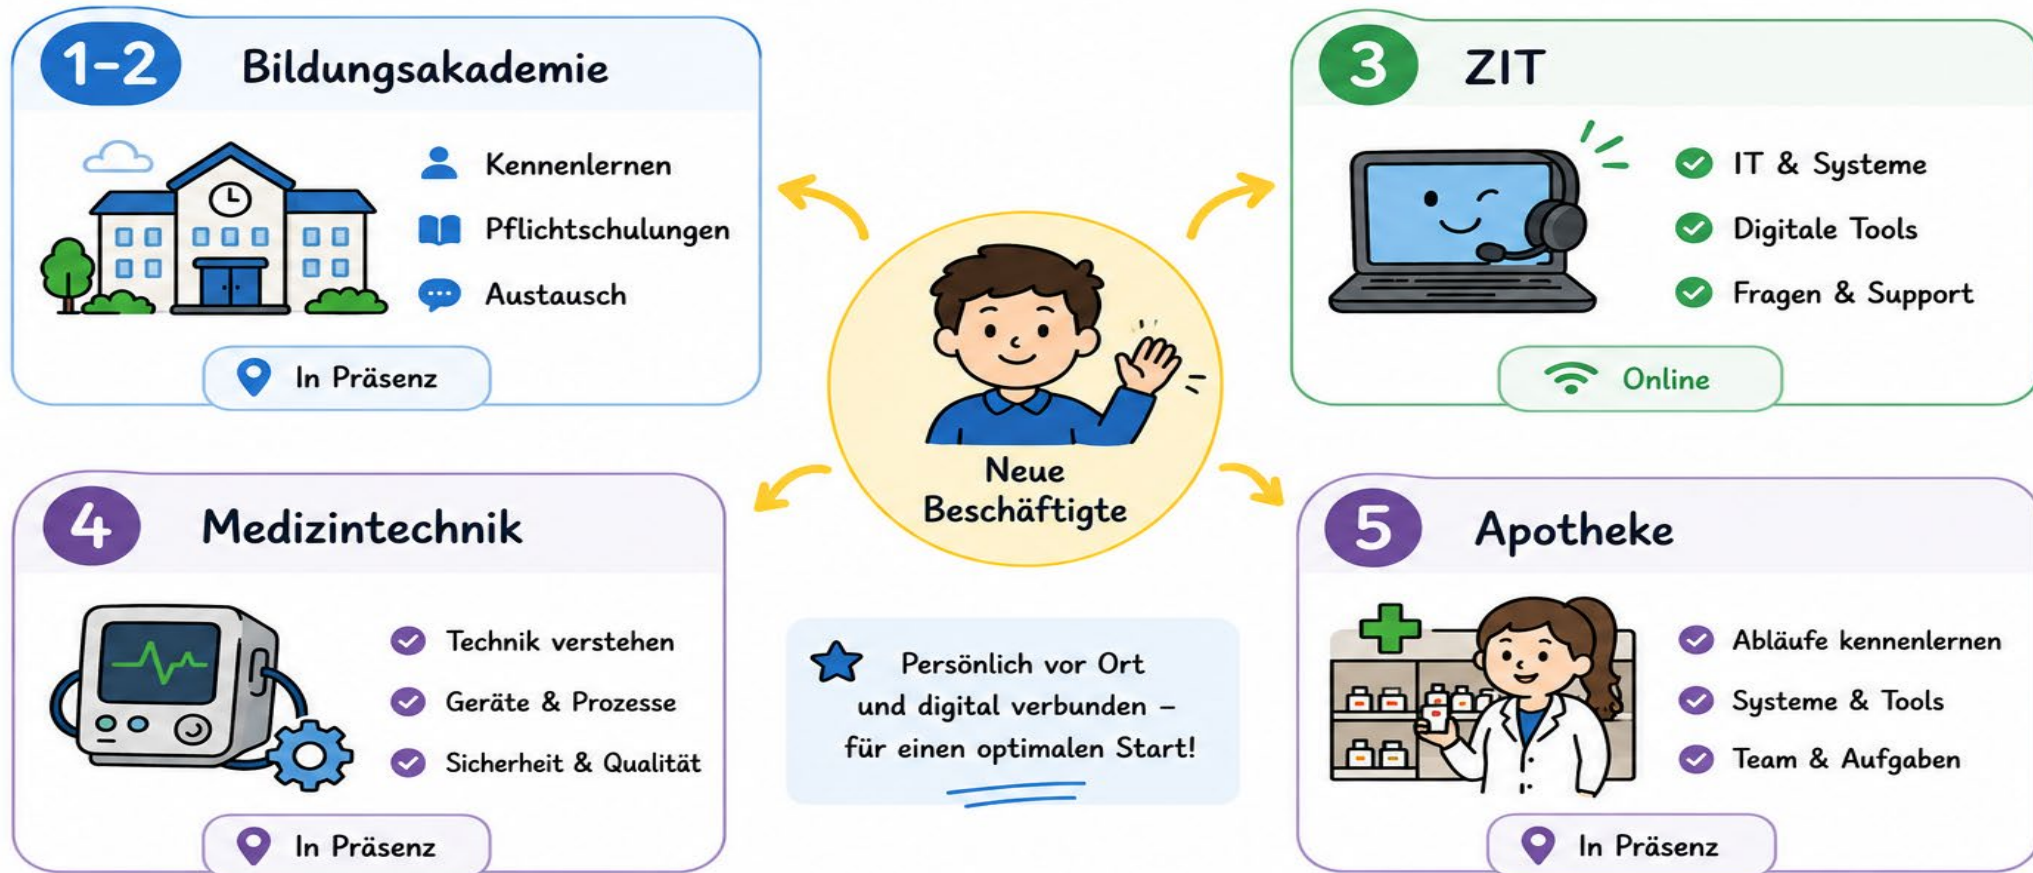 1-2 Bildungsakademie
Kennenlernen
Pflichtschulungen
Austausch
In Präsenz
3 ZIT
IT & Systeme
Digitale Tools
Fragen & Support
Online
Neue
Beschäftigte
4 Medizintechnik
Technik verstehen
Geräte & Prozesse
Sicherheit & Qualität
In Präsenz
Persönlich vor Ort
und digital verbunden –
für einen optimalen Start!
5 Apotheke
Abläufe kennenlernen
Systeme & Tools
Team & Aufgaben
In Präsenz